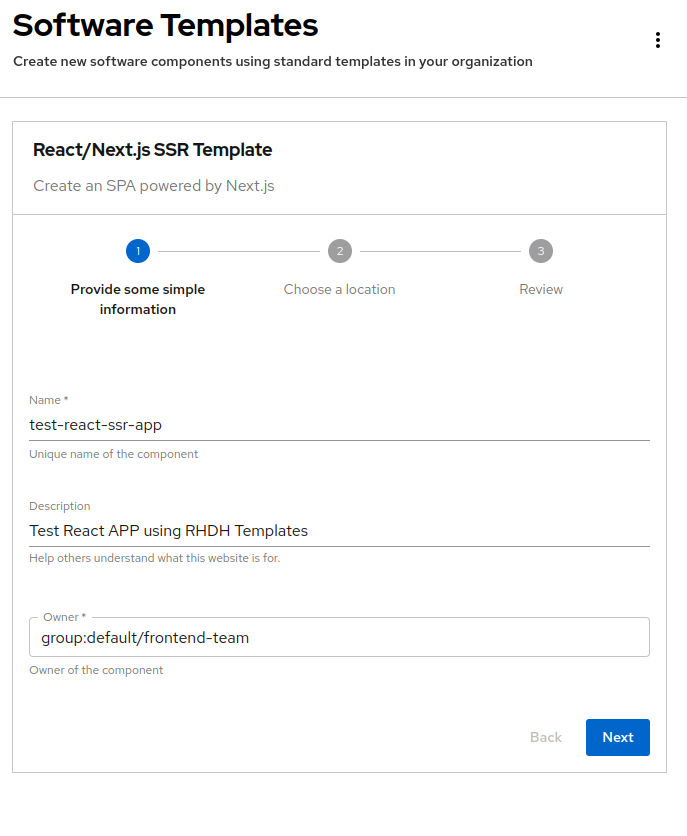 Software Templates
Create new software components using standard templates in your organization
React/Next.js SSR Template
Create an SPA powered by Next.js
1
2
3
Provide some simple
information
Choose a location
Review
Name *
test-react-ssr-app
Unique name of the component
Description
Test React APP using RHDH Templates
Help others understand what this website is for.
Owner *
group:default/frontend-team
Owner of the component
Back
Next